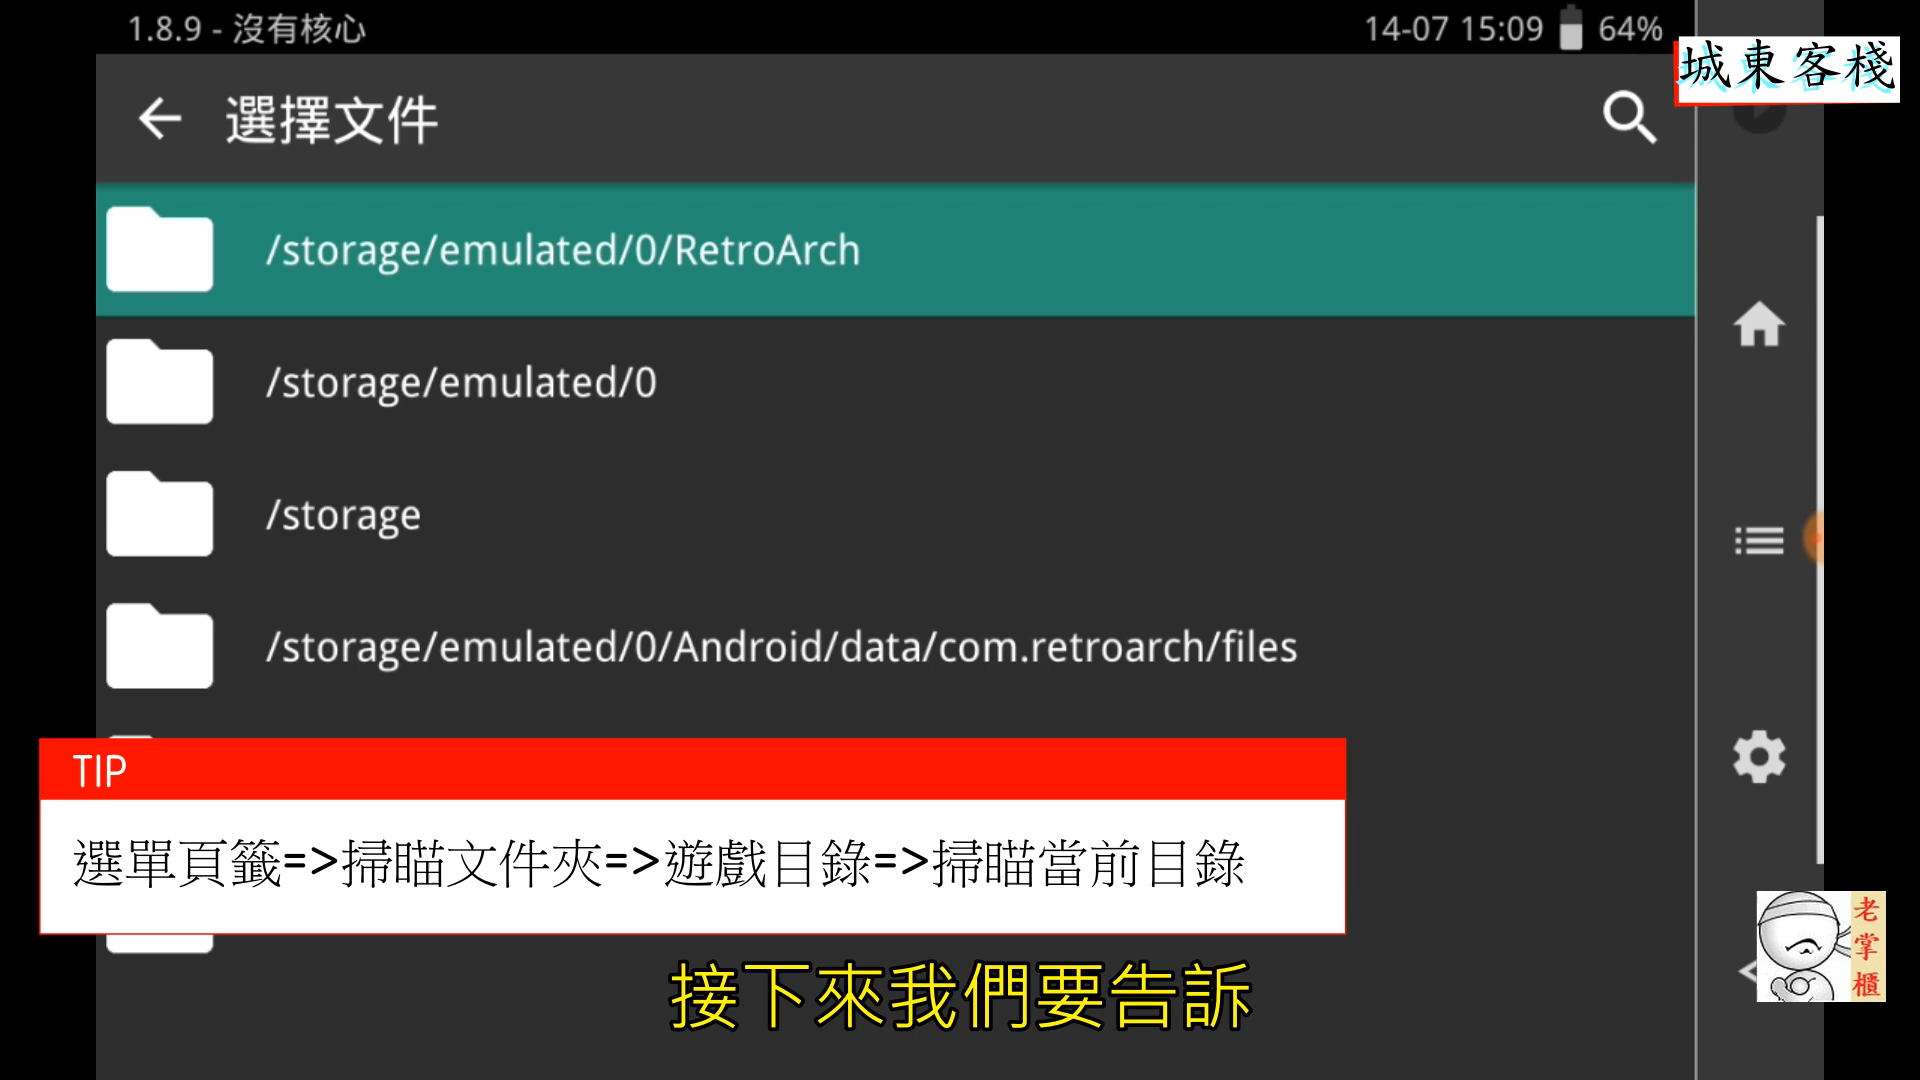 1.8.9 - 沒有核心
14-07 15:09
64%
城東客棧
選擇文件
/storage/emulated/0/RetroArch
/storage/emulated/0
/storage
/storage/emulated/0/Android/data/com.retroarch/files
TIP
選單頁籤=>掃瞄文件夾=>遊戲目錄=>掃瞄當前目錄
老掌櫃
接下來我們要告訴